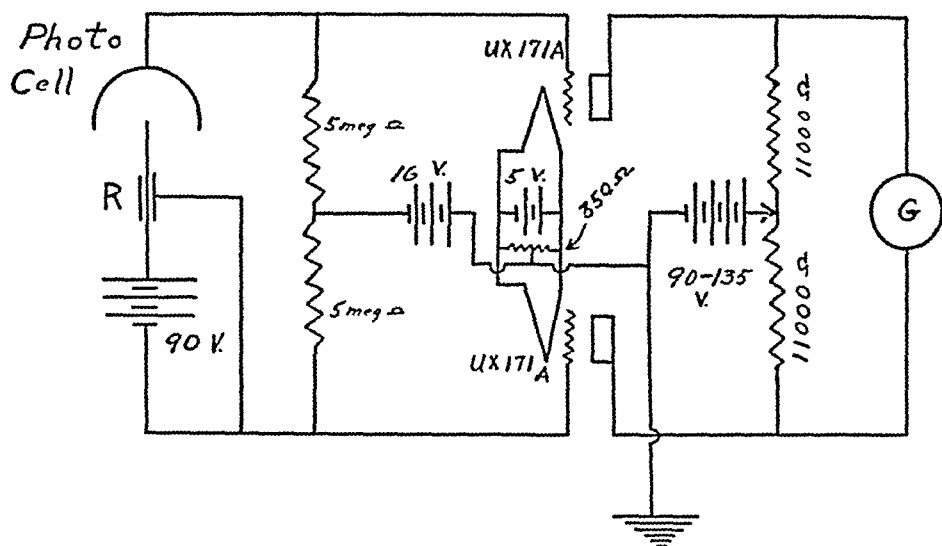 Photo
Cell
R
90 V.
5 meg Ω
5 meg Ω
16 V.
UX171A
5 V.
350Ω
UX171A
90-135
V.
11000 Ω
11000 Ω
G